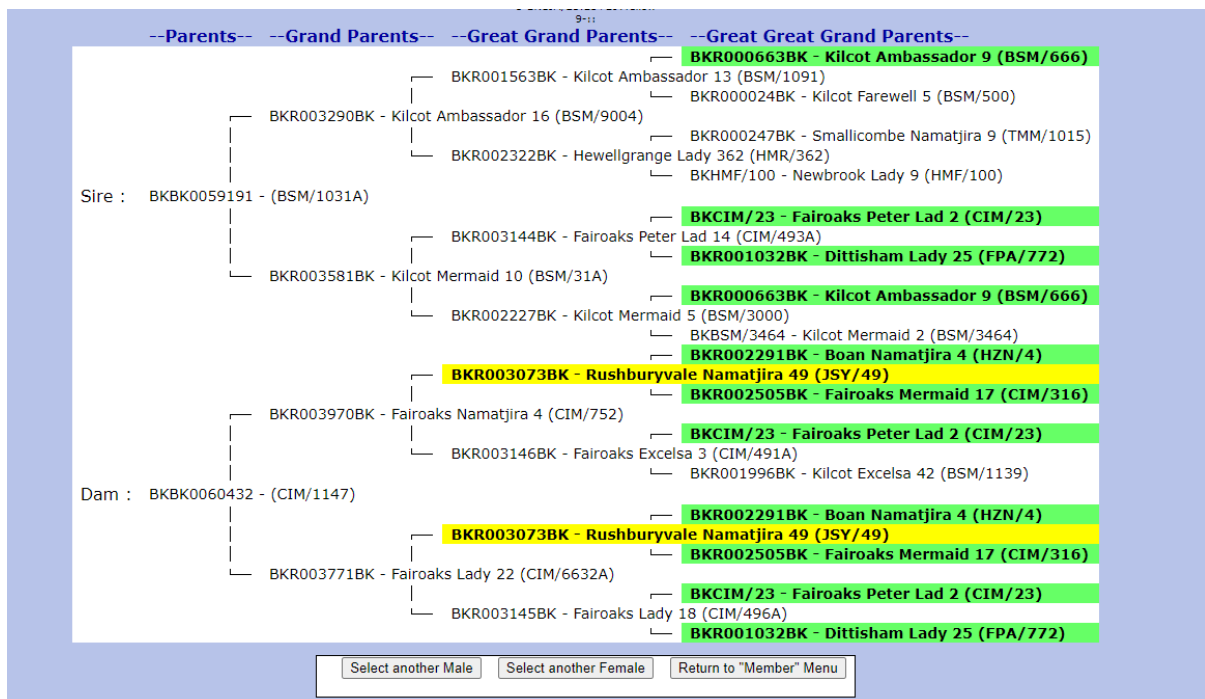 9-::
--Parents-- --Grand Parents-- --Great Grand Parents-- --Great Great Grand Parents--
BKR000663BK - Kilcot Ambassador 9 (BSM/666)
BKR001563BK - Kilcot Ambassador 13 (BSM/1091)
BKR000024BK - Kilcot Farewell 5 (BSM/500)
BKR003290BK - Kilcot Ambassador 16 (BSM/9004)
BKR000247BK - Smallicombe Namatjira 9 (TMM/1015)
BKR002322BK - Hewellgrange Lady 362 (HMR/362)
BKHMF/100 - Newbrook Lady 9 (HMF/100)
Sire : BKBK0059191 - (BSM/1031A)
BKCIM/23 - Fairoaks Peter Lad 2 (CIM/23)
BKR003144BK - Fairoaks Peter Lad 14 (CIM/493A)
BKR001032BK - Dittisham Lady 25 (FPA/772)
BKR003581BK - Kilcot Mermaid 10 (BSM/31A)
BKR000663BK - Kilcot Ambassador 9 (BSM/666)
BKR002227BK - Kilcot Mermaid 5 (BSM/3000)
BKBSM/3464 - Kilcot Mermaid 2 (BSM/3464)
BKR002291BK - Boan Namatjira 4 (HZN/4)
BKR003073BK - Rushburyvale Namatjira 49 (JSY/49)
BKR002505BK - Fairoaks Mermaid 17 (CIM/316)
BKR003970BK - Fairoaks Namatjira 4 (CIM/752)
BKCIM/23 - Fairoaks Peter Lad 2 (CIM/23)
BKR003146BK - Fairoaks Excelsa 3 (CIM/491A)
BKR001996BK - Kilcot Excelsa 42 (BSM/1139)
Dam : BKBK0060432 - (CIM/1147)
BKR002291BK - Boan Namatjira 4 (HZN/4)
BKR003073BK - Rushburyvale Namatjira 49 (JSY/49)
BKR002505BK - Fairoaks Mermaid 17 (CIM/316)
BKR003771BK - Fairoaks Lady 22 (CIM/6632A)
BKCIM/23 - Fairoaks Peter Lad 2 (CIM/23)
BKR003145BK - Fairoaks Lady 18 (CIM/496A)
BKR001032BK - Dittisham Lady 25 (FPA/772)
Select another Male Select another Female Return to "Member" Menu